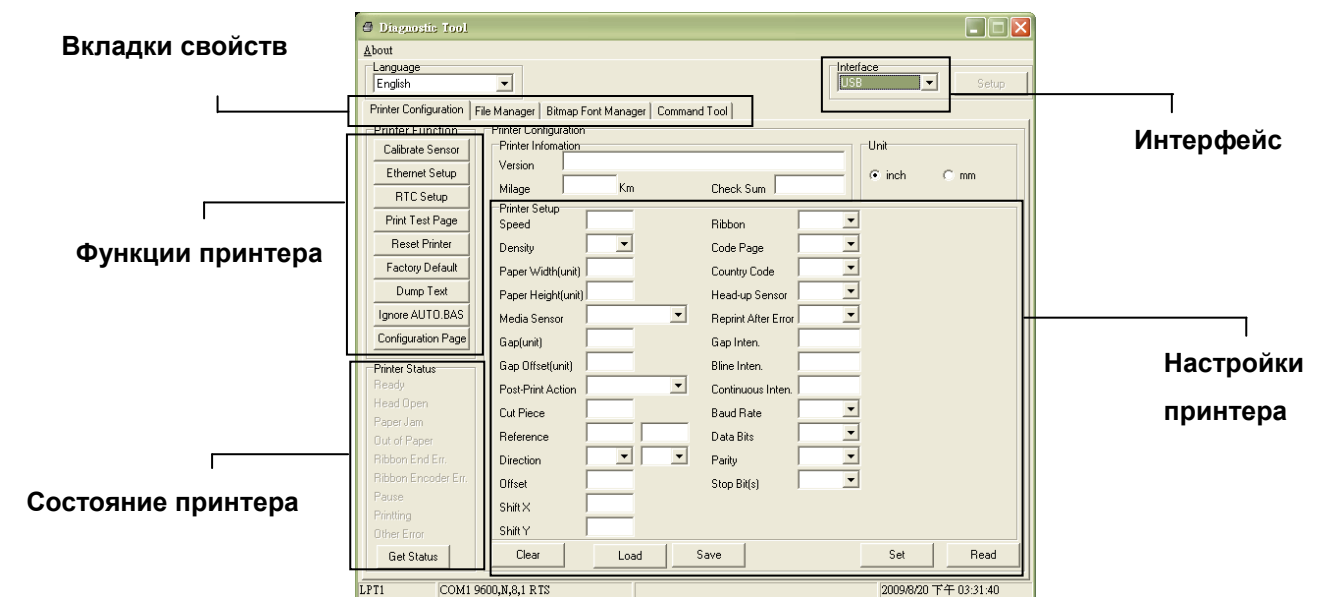 Diagnostic Tool
Вкладки свойств
About
Language
Interface
English
USB
Setup
Printer Configuration File Manager Bitmap Font Manager Command Tool
Интерфейс
Printer Function
Printer Configuration
Calibrate Sensor
Ethernet Setup
RTC Setup
Print Test Page
Reset Printer
Factory Default
Dump Text
Ignore AUTO.BAS
Configuration Page
Функции принтера
Printer Infomation
Version
Milage Km Check Sum
Unit
inch mm
Printer Setup
Speed Ribbon
Density Code Page
Paper Width(unit) Country Code
Paper Height(unit) Head-up Sensor
Media Sensor Reprint After Error
Gap(unit) Gap Inten.
Gap Offset(unit) Bline Inten.
Post-Print Action Continuous Inten.
Cut Piece Baud Rate
Reference Data Bits
Direction Parity
Offset Stop Bit(s)
Shift X
Shift Y
Clear Load Save Set Read
Настройки
принтера
Printer Status
Ready
Head Open
Paper Jam
Out of Paper
Ribbon End Err.
Ribbon Encoder Err.
Pause
Printting
Other Error
Get Status
Состояние принтера
LPT1 COM1 9600,N,8,1 RTS 2009/8/20 下午 03:31:40